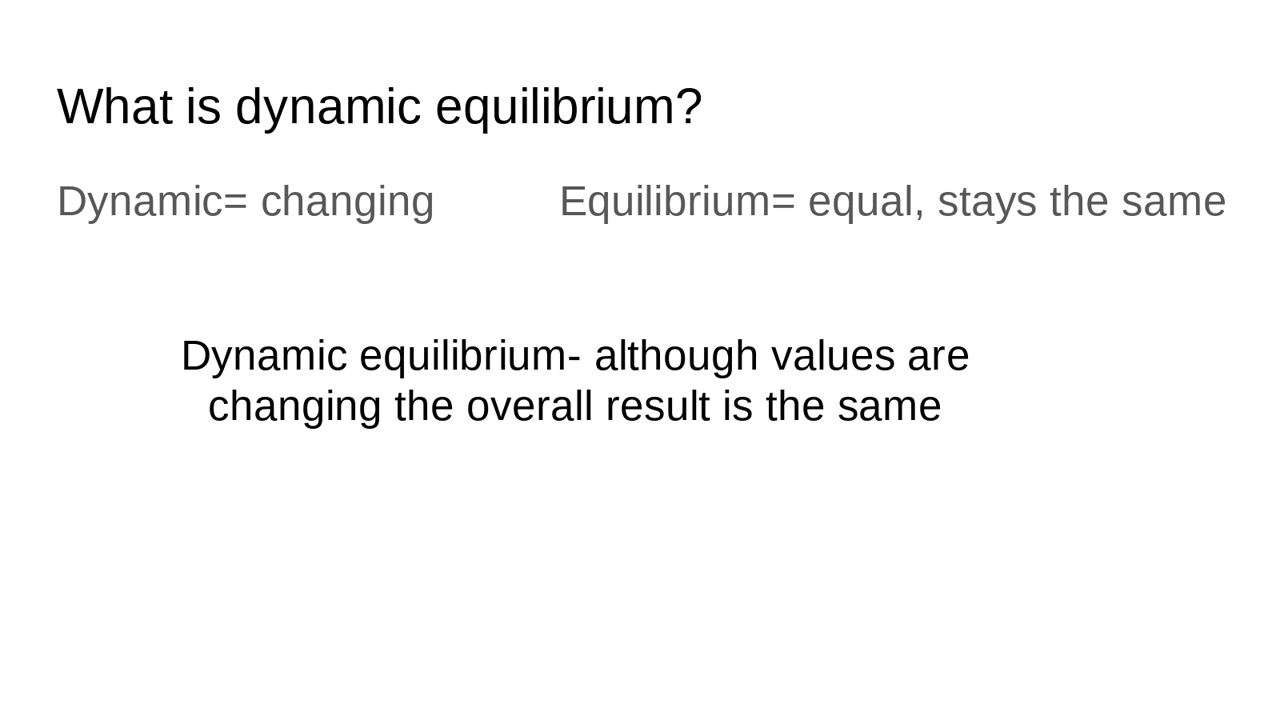 What is dynamic equilibrium?
Dynamic= changing Equilibrium= equal, stays the same
Dynamic equilibrium- although values are
changing the overall result is the same